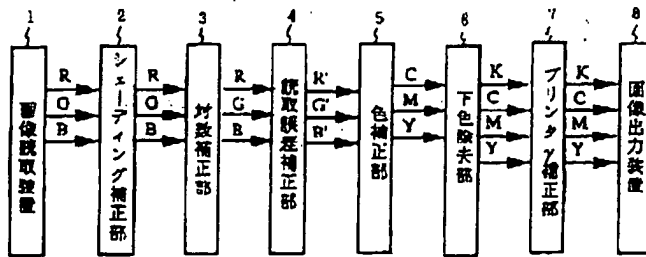 1 2 3 4 5 6 7 8
画像読取装置
R
G
B
シェーディング補正部
R
G
B
対数補正部
R
G
B
読取誤差補正部
R'
G'
B'
色補正部
C
M
Y
下色除去部
K
C
M
Y
プリンタγ補正部
K
C
M
Y
画像出力装置